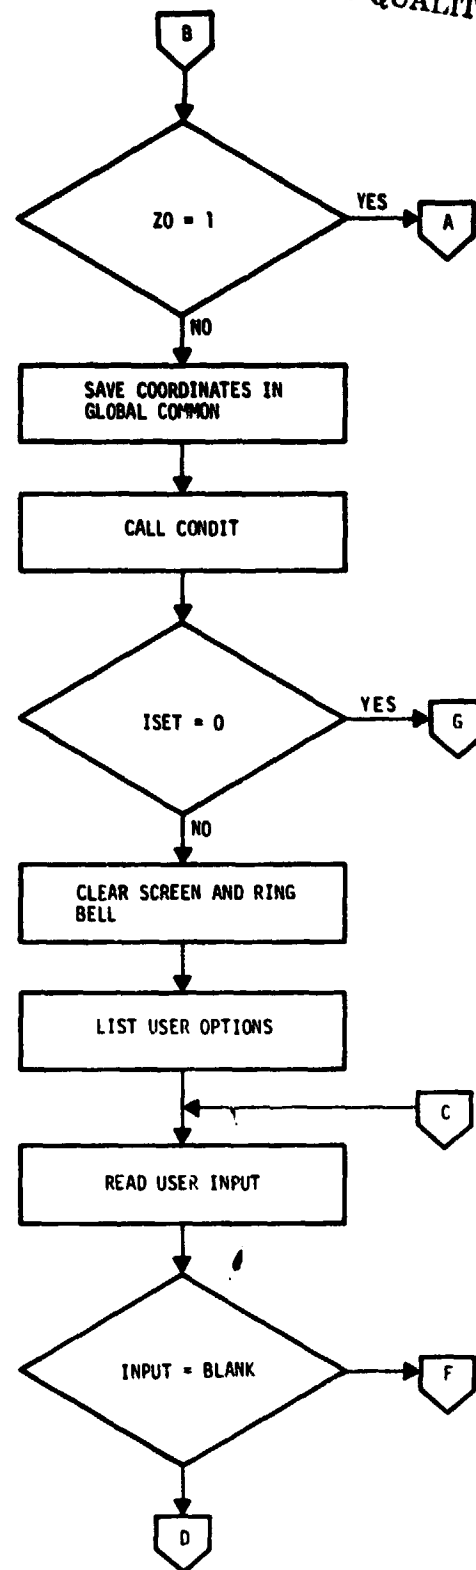 QUALIT
B
ZO = 1
YES
A
NO
SAVE COORDINATES IN
GLOBAL COMMON
CALL CONDIT
ISET = 0
YES
G
NO
CLEAR SCREEN AND RING
BELL
LIST USER OPTIONS
C
READ USER INPUT
INPUT = BLANK
F
D